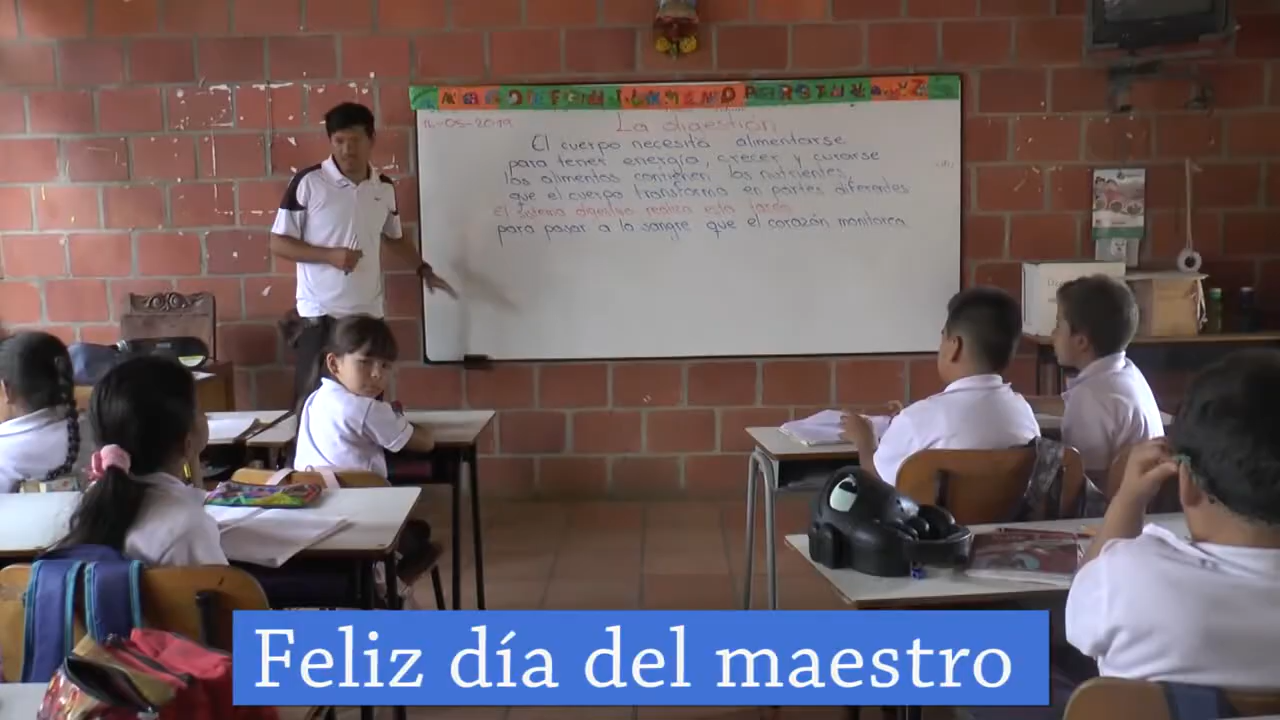 16-05-2019
La digestión
El cuerpo necesita alimentarse
para tener energía, crecer y curarse
los alimentos contienen los nutrientes,
que el cuerpo transforma en partes diferentes
El sistema digestivo realiza esta tarea
para pasar a la sangre que el corazón monitorea
Feliz día del maestro